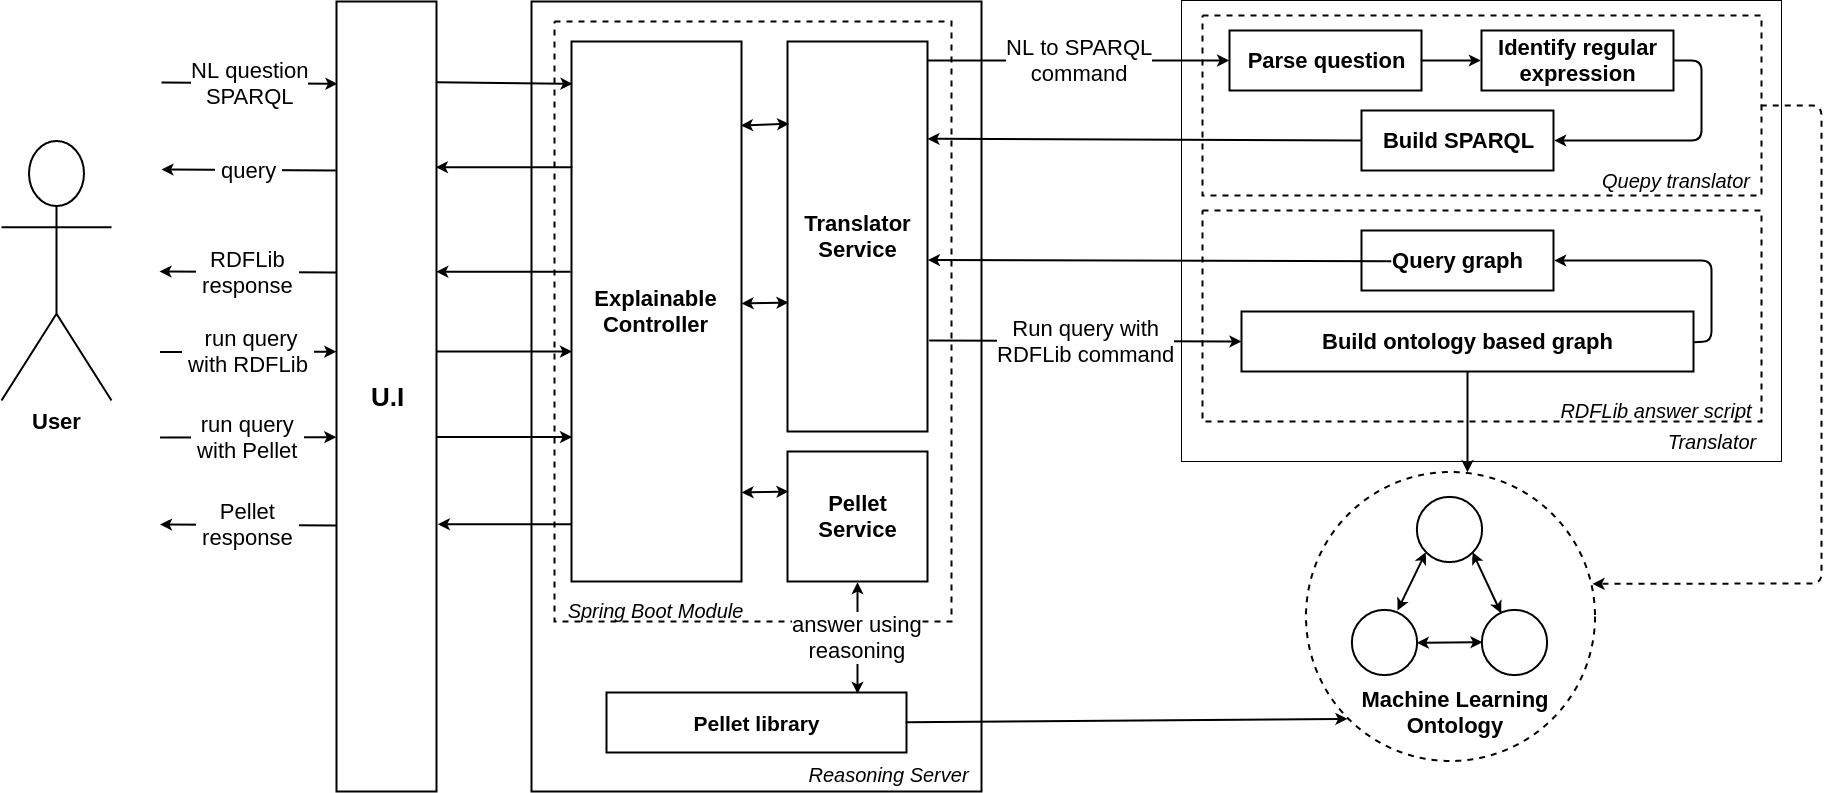 NL question
SPARQL
query
RDFLib
response
run query
with RDFLib
run query
with Pellet
Pellet
response
User
U.I
Explainable
Controller
Translator
Service
Pellet
Service
Spring Boot Module
answer using
reasoning
Pellet library
Reasoning Server
NL to SPARQL
command
Run query with
RDFLib command
Parse question
Identify regular
expression
Build SPARQL
Quepy translator
Query graph
Build ontology based graph
RDFLib answer script
Translator
Machine Learning
Ontology